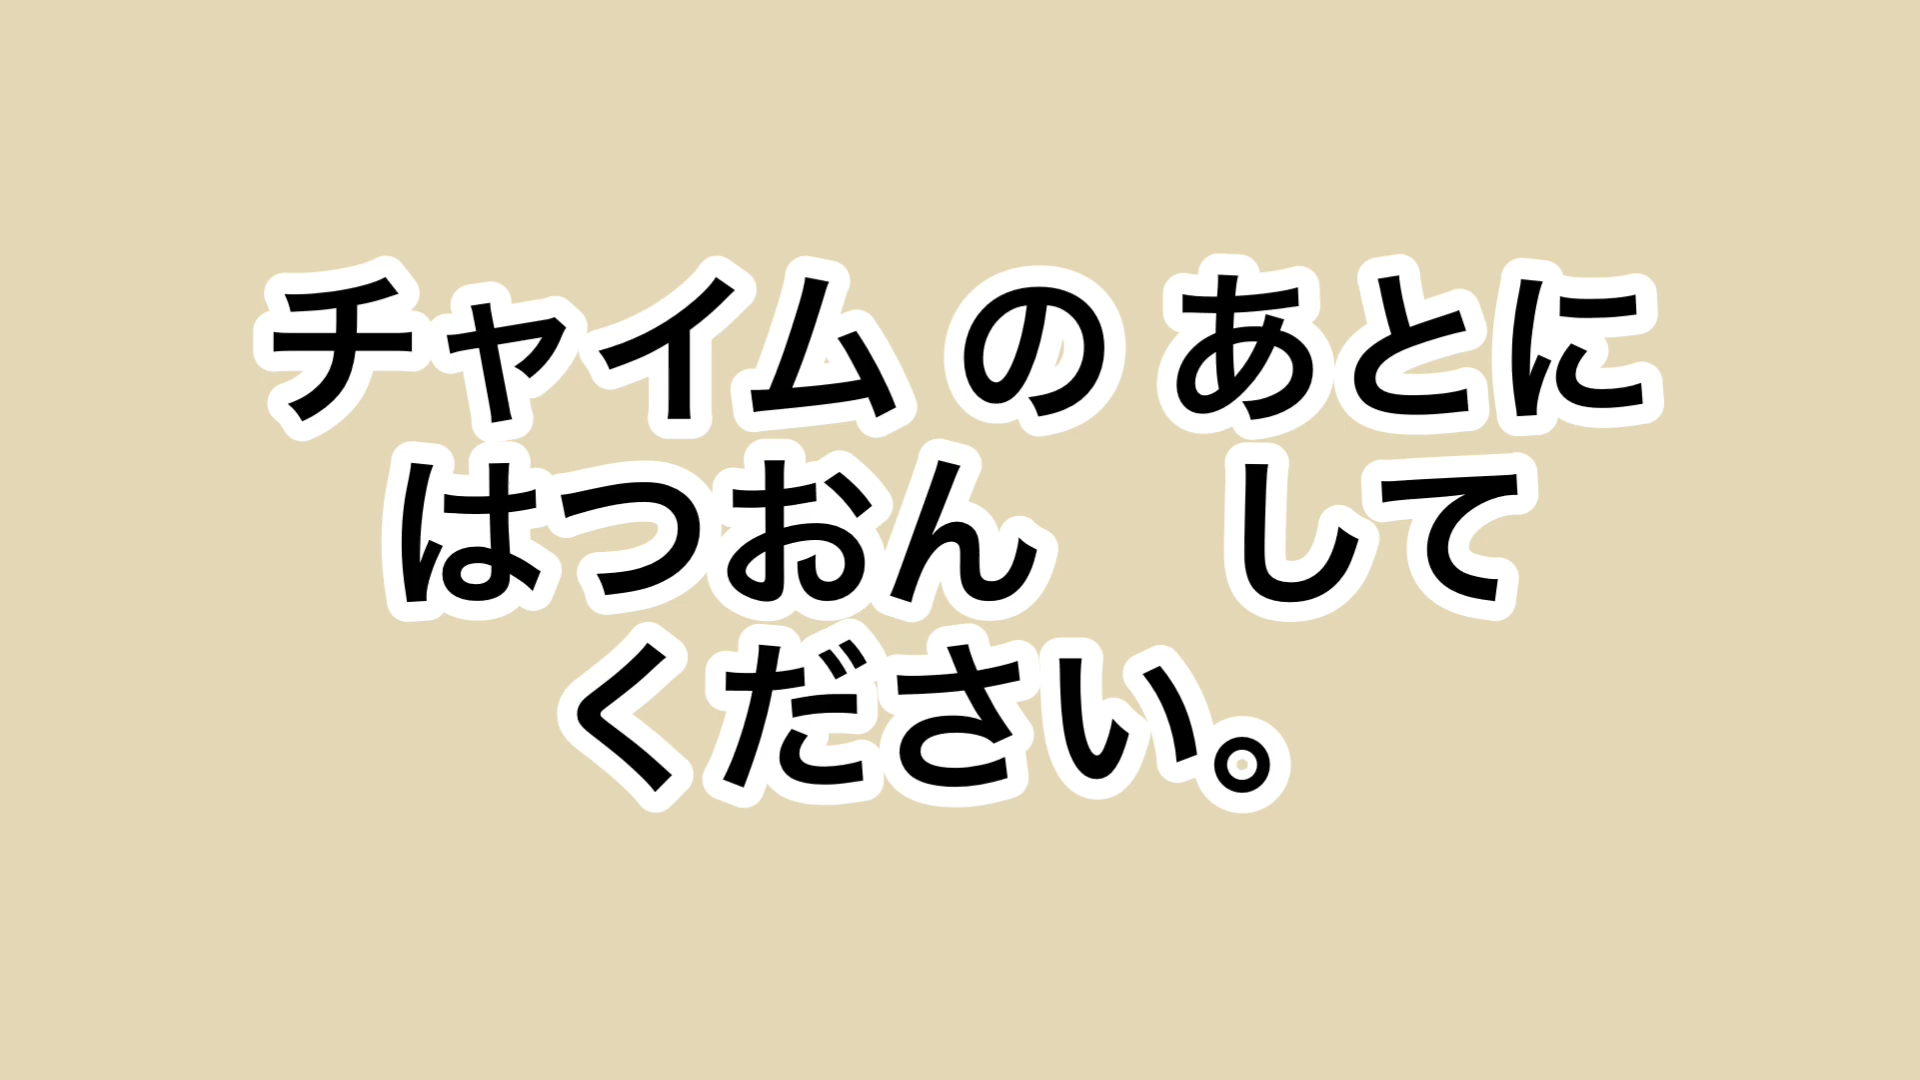 チャイム の あとに
はつおん　して
ください。